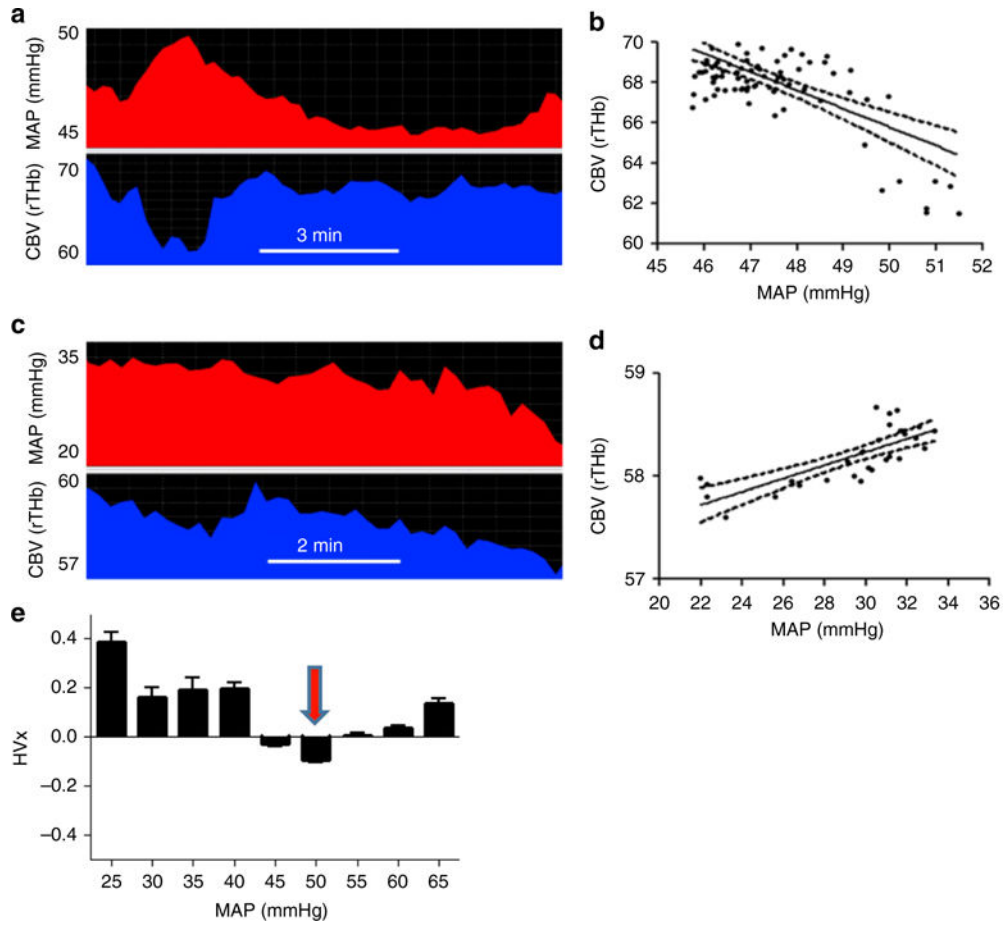 a
50
MAP (mmHg)
45
70
CBV (rTHb)
60
3 min
b
70
68
66
64
62
60
CBV (rTHb)
45 46 47 48 49 50 51 52
MAP (mmHg)
c
35
MAP (mmHg)
20
60
CBV (rTHb)
57
2 min
d
59
58
57
CBV (rTHb)
20 22 24 26 28 30 32 34 36
MAP (mmHg)
e
0.4
0.2
0.0
−0.2
−0.4
HVx
25 30 35 40 45 50 55 60 65
MAP (mmHg)